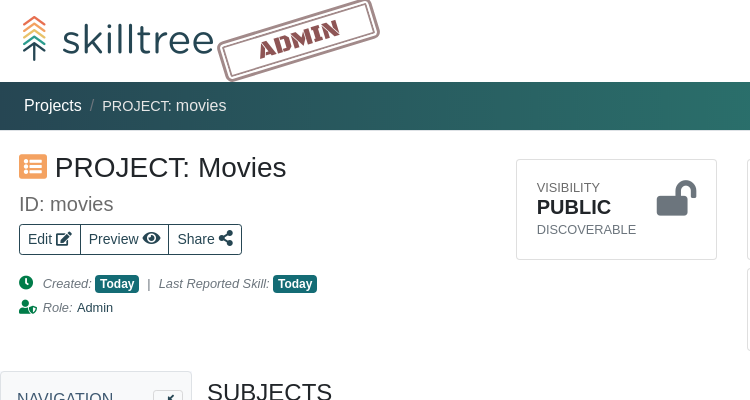 skilltree
ADMIN
Projects / PROJECT: movies
PROJECT: Movies
ID: movies
Edit Preview Share
Created: Today | Last Reported Skill: Today
Role: Admin
VISIBILITY
PUBLIC
DISCOVERABLE
NAVIGATION
SUBJECTS